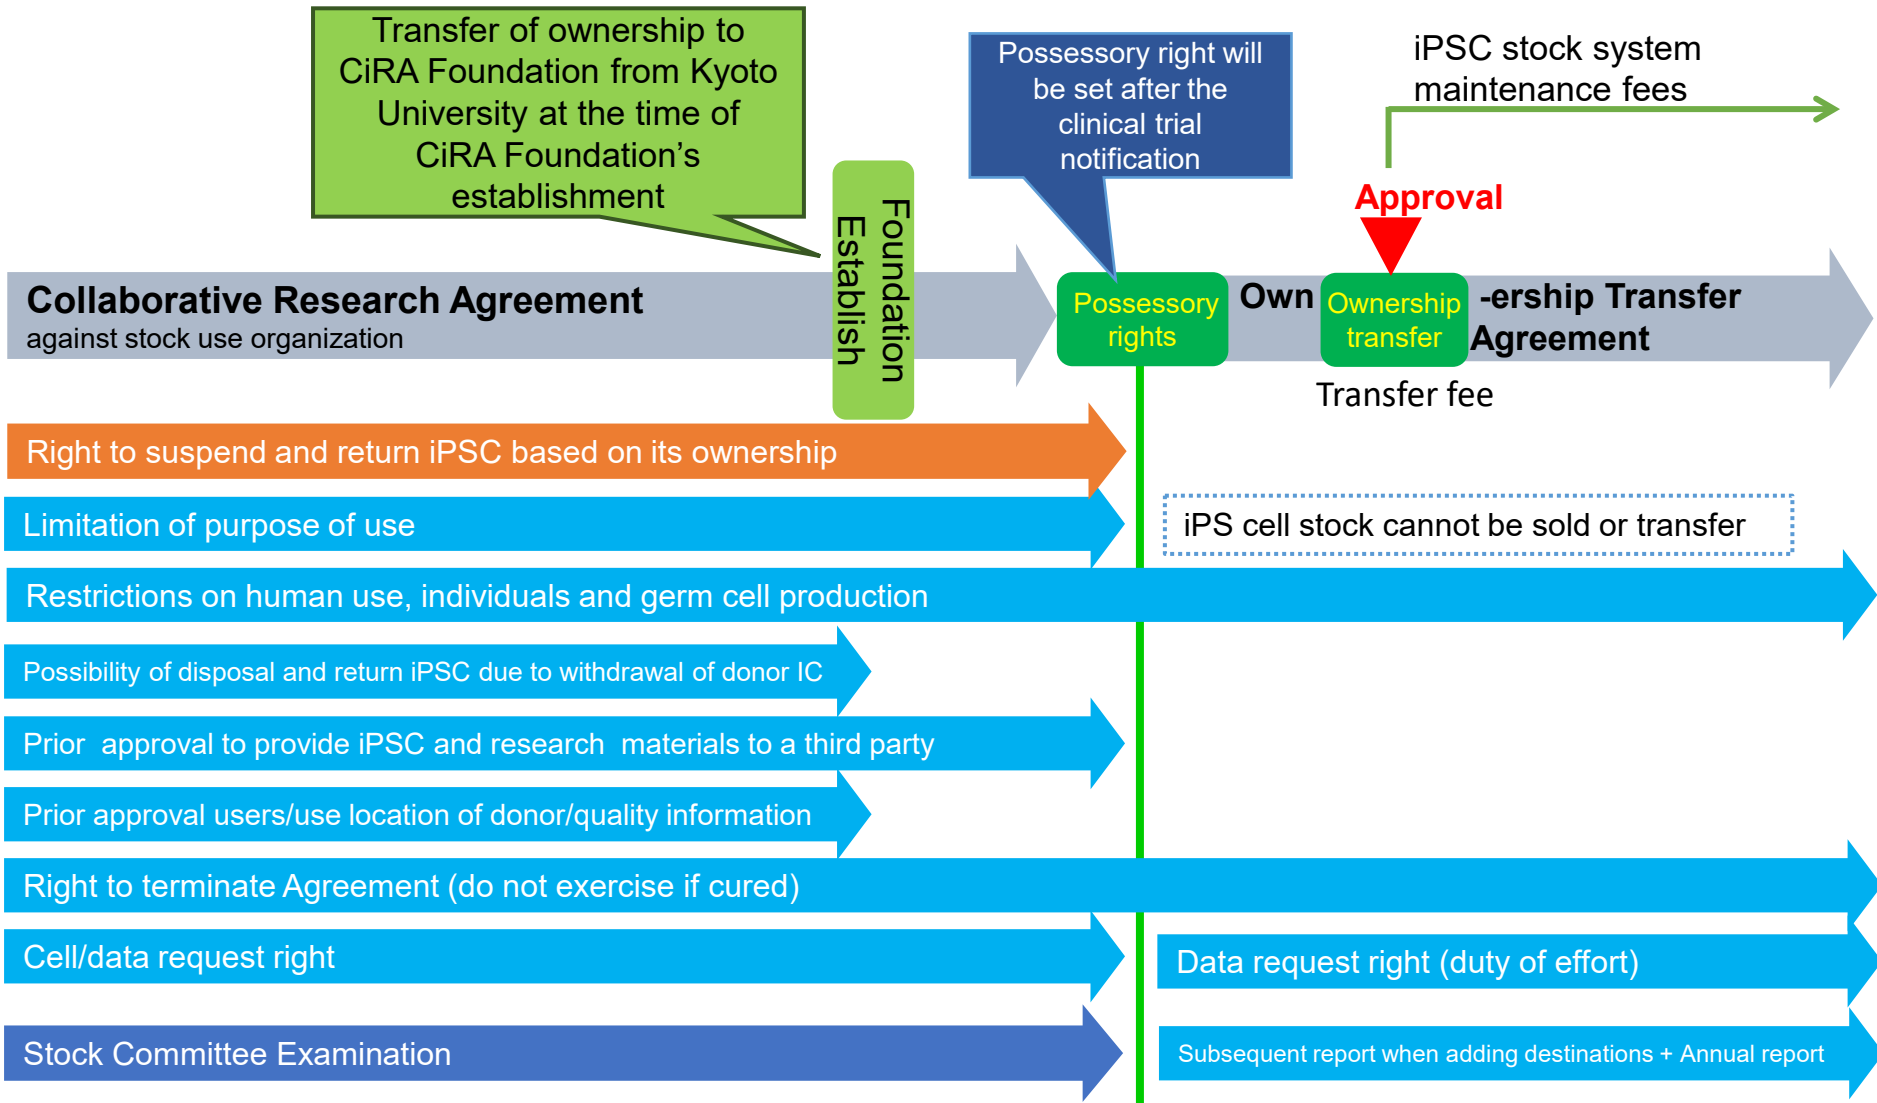 Transfer of ownership to
CiRA Foundation from Kyoto
University at the time of
CiRA Foundation's
establishment
Possessory right will
be set after the
clinical trial
notification
iPSC stock system
maintenance fees
Approval
Foundation
Establish
Collaborative Research Agreement
against stock use organization
Possessory
rights
Own
Ownership
transfer
-ership Transfer
Agreement
Transfer fee
Right to suspend and return iPSC based on its ownership
Limitation of purpose of use
iPS cell stock cannot be sold or transfer
Restrictions on human use, individuals and germ cell production
Possibility of disposal and return iPSC due to withdrawal of donor IC
Prior approval to provide iPSC and research materials to a third party
Prior approval users/use location of donor/quality information
Right to terminate Agreement (do not exercise if cured)
Cell/data request right
Data request right (duty of effort)
Stock Committee Examination
Subsequent report when adding destinations + Annual report